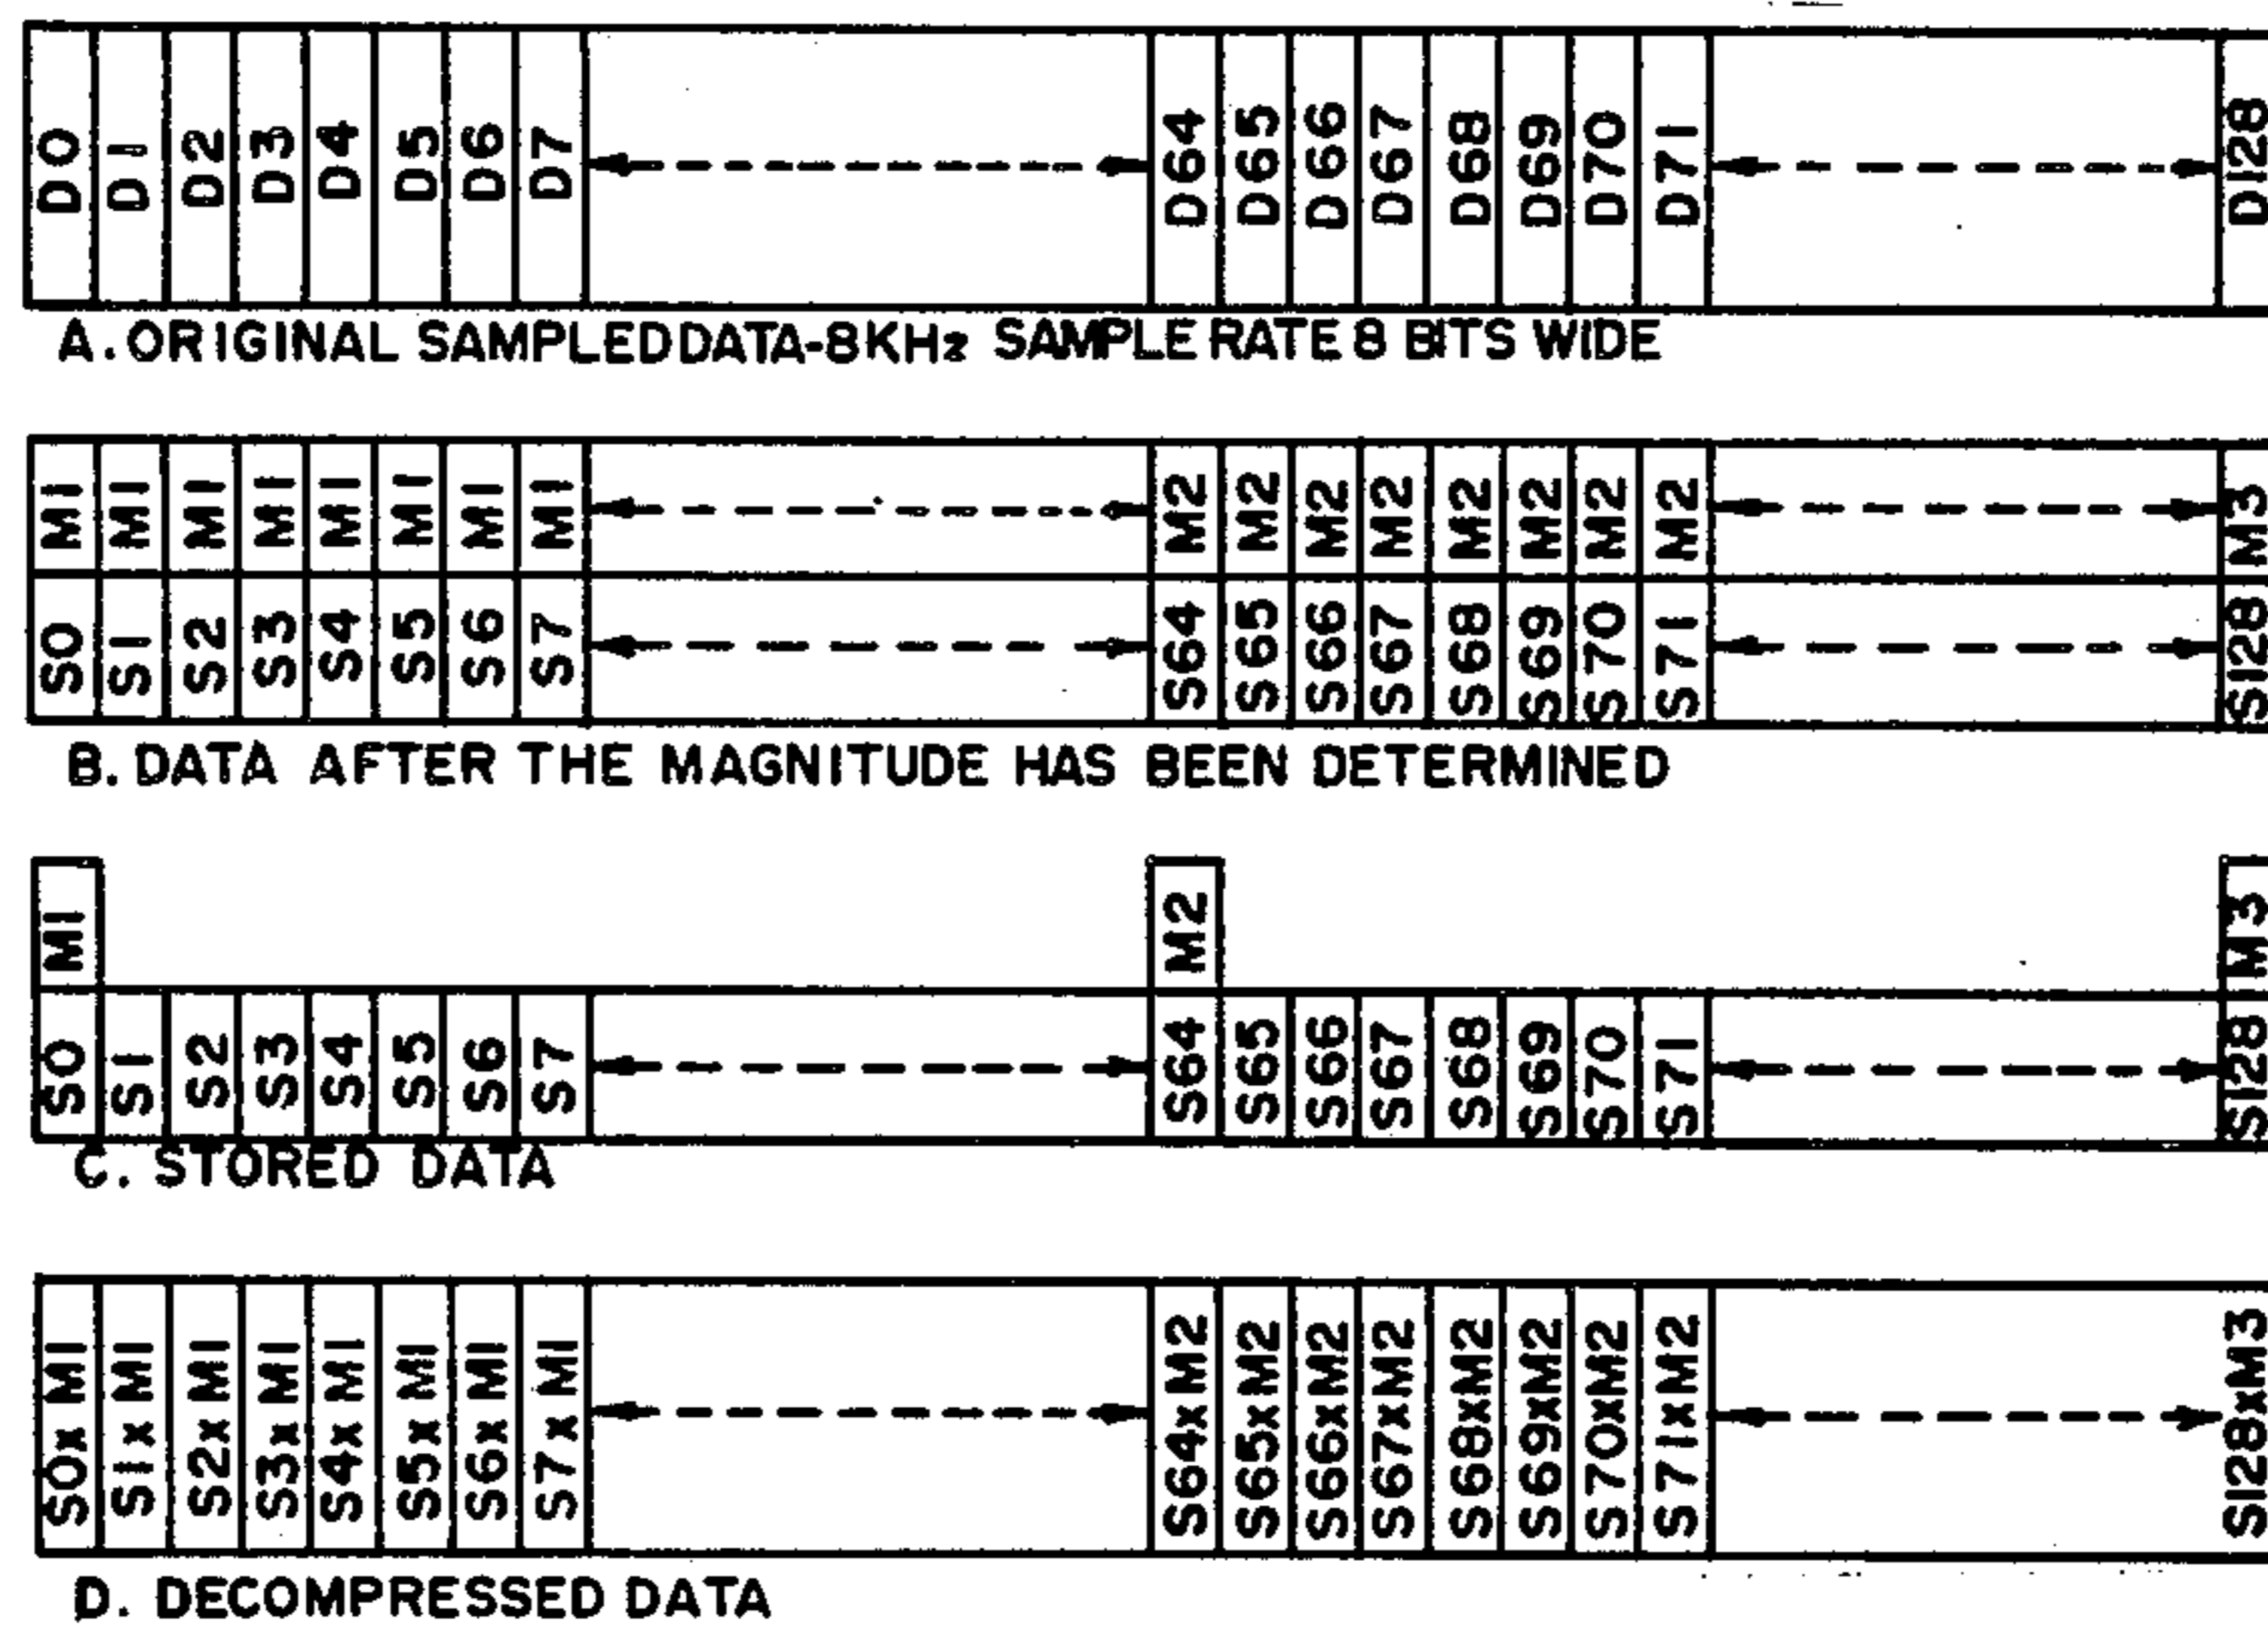 D0 D1 D2 D3 D4 D5 D6 D7 D64 D65 D66 D67 D68 D69 D70 D71 D128
A. ORIGINAL SAMPLED DATA-8KHz SAMPLE RATE 8 BITS WIDE
M1 M1 M1 M1 M1 M1 M1 M1 M2 M2 M2 M2 M2 M2 M2 M2 M3
S0 S1 S2 S3 S4 S5 S6 S7 S64 S65 S66 S67 S68 S69 S70 S71 S128
B. DATA AFTER THE MAGNITUDE HAS BEEN DETERMINED
M1 M2 M3
S0 S1 S2 S3 S4 S5 S6 S7 S64 S65 S66 S67 S68 S69 S70 S71 S128
C. STORED DATA
S0x M1 S1x M1 S2x M1 S3x M1 S4x M1 S5x M1 S6x M1 S7x M1 S64xM2 S65xM2 S66xM2 S67xM2 S68xM2 S69xM2 S70xM2 S71xM2 S128xM3
D. DECOMPRESSED DATA